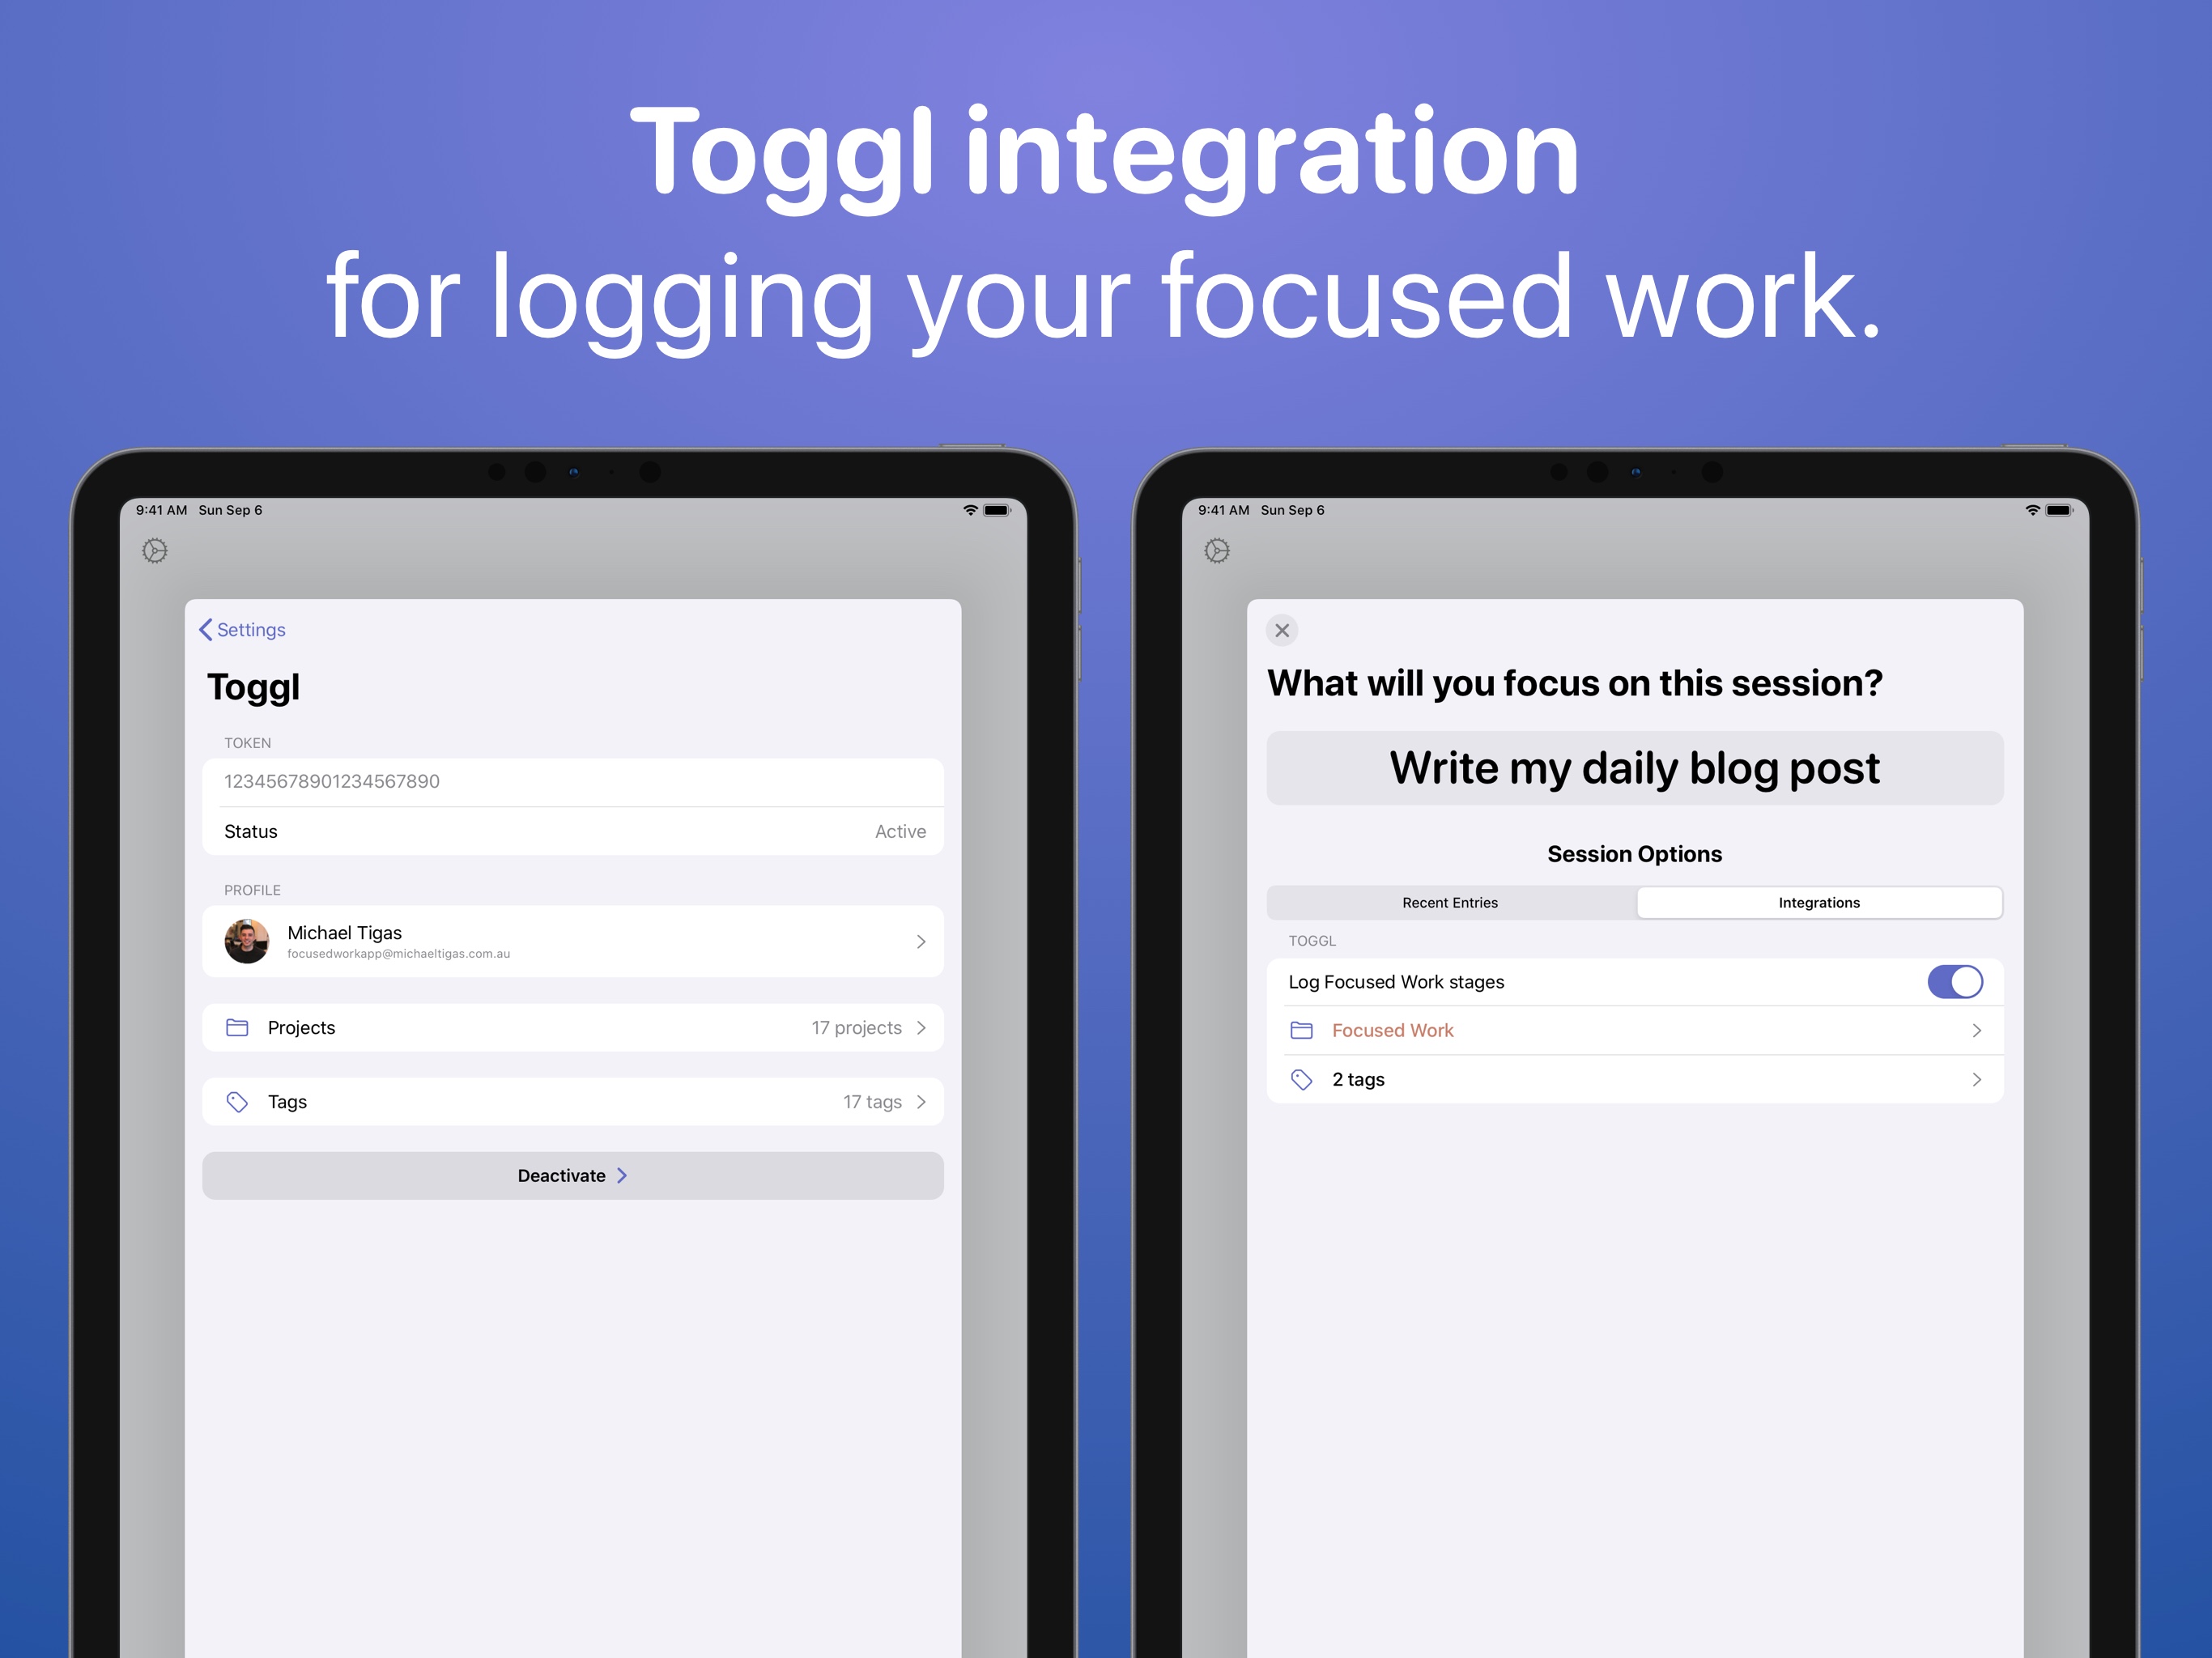 Toggl integration
for logging your focused work.
9:41 AM Sun Sep 6
Settings
Toggl
TOKEN
12345678901234567890
Status Active
PROFILE
Michael Tigas
focusedworkapp@michaeltigas.com.au
Projects 17 projects
Tags 17 tags
Deactivate
9:41 AM Sun Sep 6
What will you focus on this session?
Write my daily blog post
Session Options
Recent Entries Integrations
TOGGL
Log Focused Work stages
Focused Work
2 tags